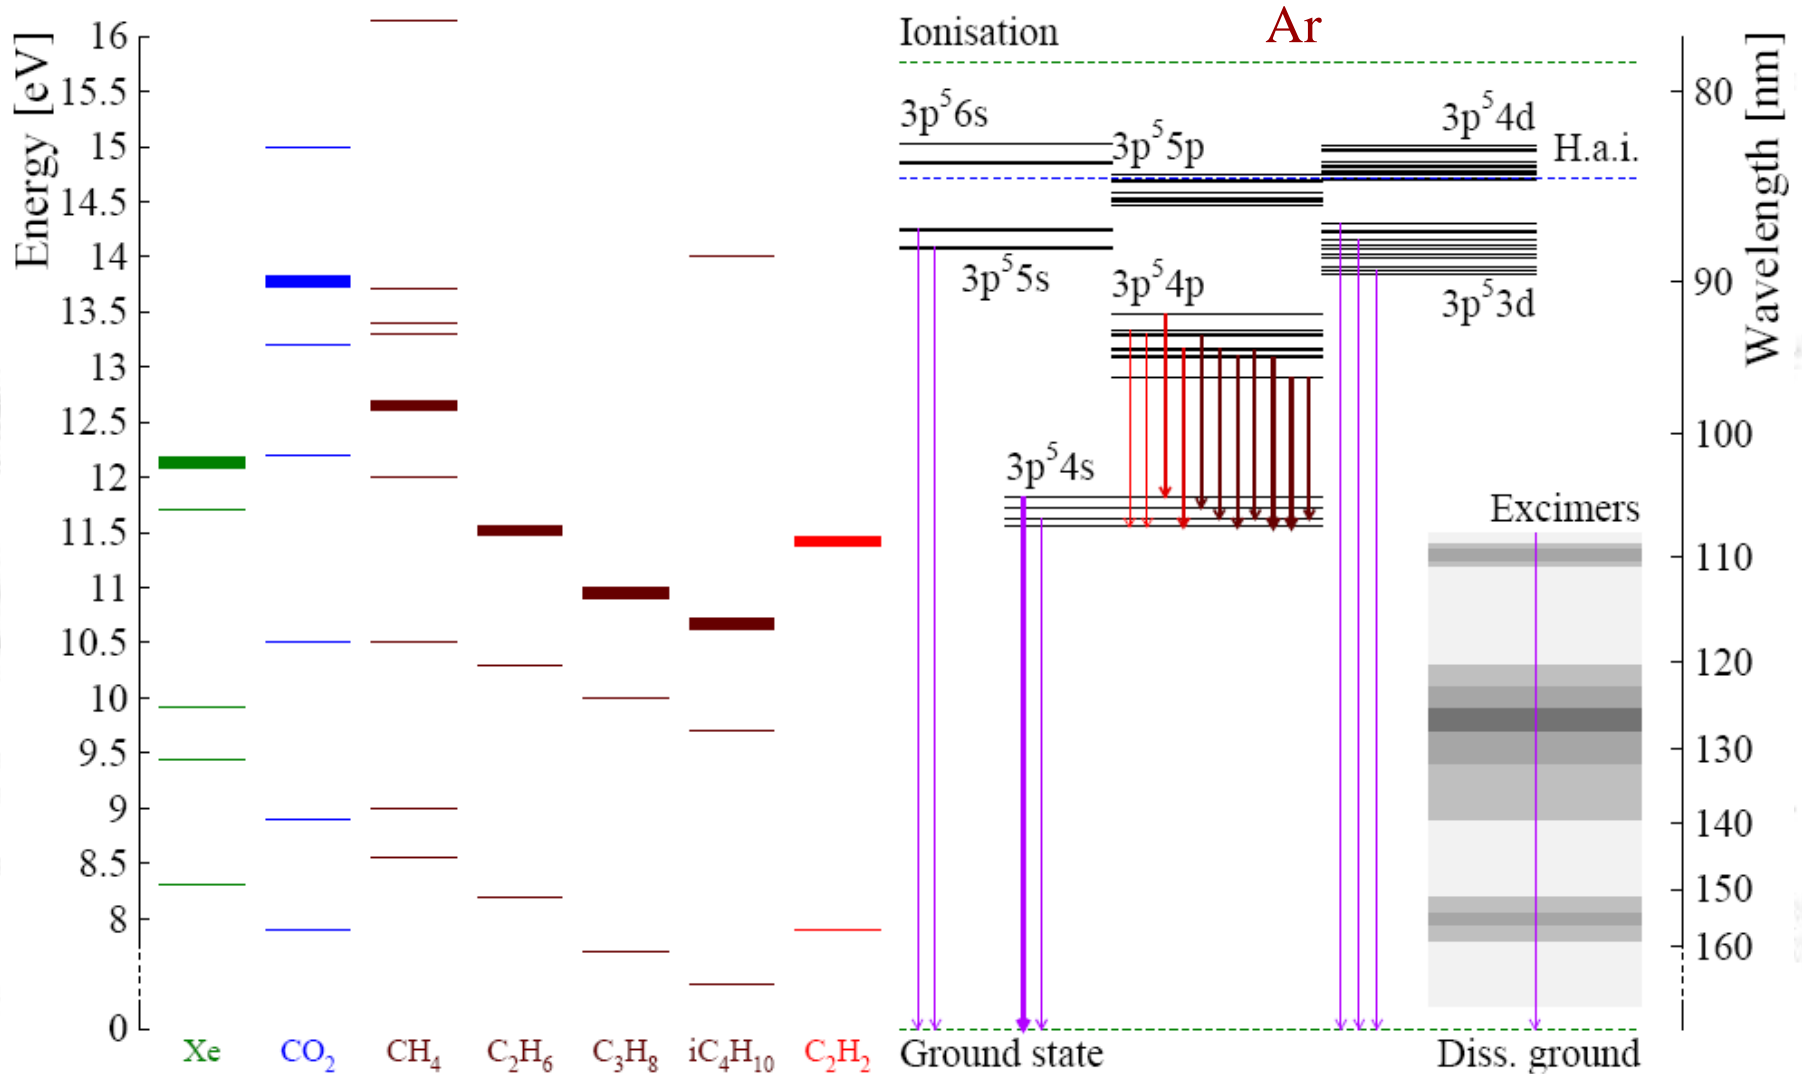 Energy [eV]
16
15.5
15
14.5
14
13.5
13
12.5
12
11.5
11
10.5
10
9.5
9
8.5
8
0
Xe
CO₂
CH₄
C₂H₆
C₃H₈
iC₄H₁₀
C₂H₂
Ar
Ionisation
3p⁵6s
3p⁵5p
3p⁵4d
H.a.i.
3p⁵5s
3p⁵4p
3p⁵3d
3p⁵4s
Excimers
Ground state
Diss. ground
Wavelength [nm]
80
90
100
110
120
130
140
150
160